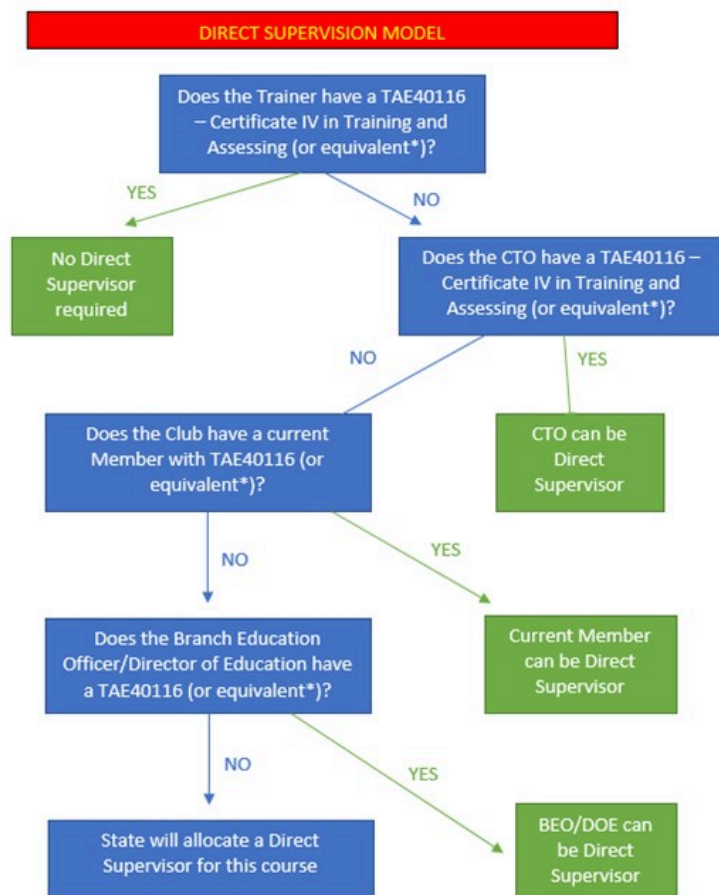 DIRECT SUPERVISION MODEL
Does the Trainer have a TAE40116
– Certificate IV in Training and
Assessing (or equivalent*)?
YES
NO
No Direct
Supervisor
required
Does the CTO have a TAE40116 –
Certificate IV in Training and
Assessing (or equivalent*)?
NO
YES
Does the Club have a current
Member with TAE40116 (or
equivalent*)?
CTO can be
Direct
Supervisor
NO
YES
Does the Branch Education
Officer/Director of Education have
a TAE40116 (or equivalent*)?
Current Member
can be Direct
Supervisor
NO
YES
State will allocate a Direct
Supervisor for this course
BEO/DOE can
be Direct
Supervisor